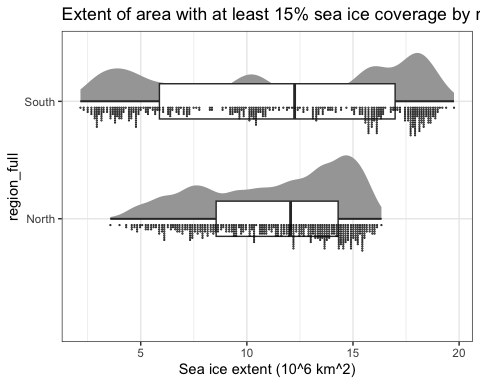 Extent of area with at least 15% sea ice coverage by r
South
North
region_full
5
10
15
20
Sea ice extent (10^6 km^2)